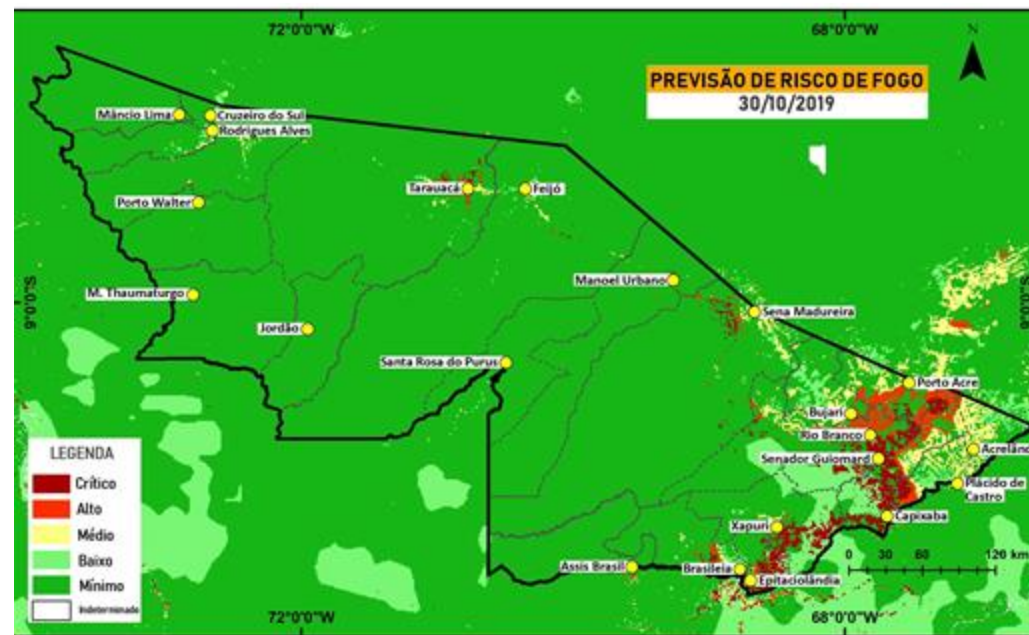 72°0'0"W
68°0'0"W
N
PREVISÃO DE RISCO DE FOGO
30/10/2019
Mâncio Lima
Cruzeiro do Sul
Rodrigues Alves
Tarauacá
Feijó
Porto Walter
Manoel Urbano
M. Thaumaturgo
9°0'0"S
9°0'0"S
Sena Madureira
Jordão
Santa Rosa do Purus
Porto Acre
Bujari
Rio Branco
Acrelând
Senador Guiomard
LEGENDA
Plácido de
Castro
Crítico
Alto
Capixaba
Médio
Xapuri
Baixo
0 30 60 120 km
Assis Brasil
Brasileia
Mínimo
Epitaciolândia
Indeterminado
72°0'0"W
68°0'0"W